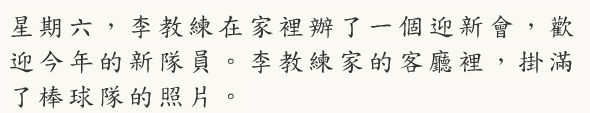 星期六，李教練在家裡辦了一個迎新會，歡
迎今年的新隊員。李教練家的客廳裡，掛滿
了棒球隊的照片。